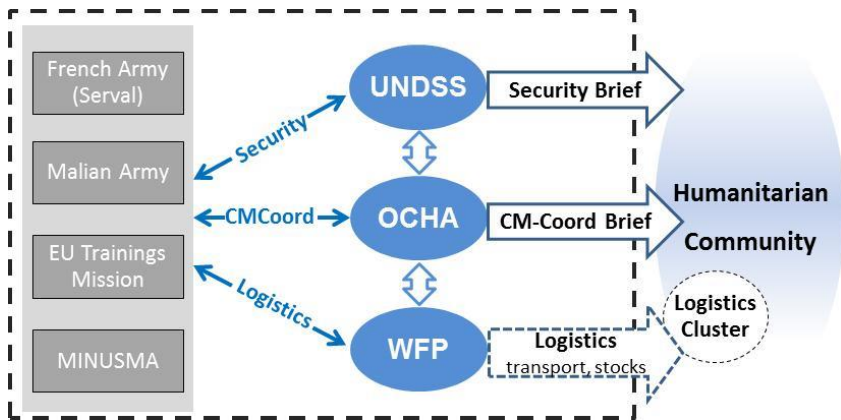 French Army
(Serval)
Malian Army
EU Trainings
Mission
MINUSMA
Security
CMCoord
Logistics
UNDSS
OCHA
WFP
Security Brief
CM-Coord Brief
Logistics
transport, stocks
Humanitarian
Community
Logistics
Cluster